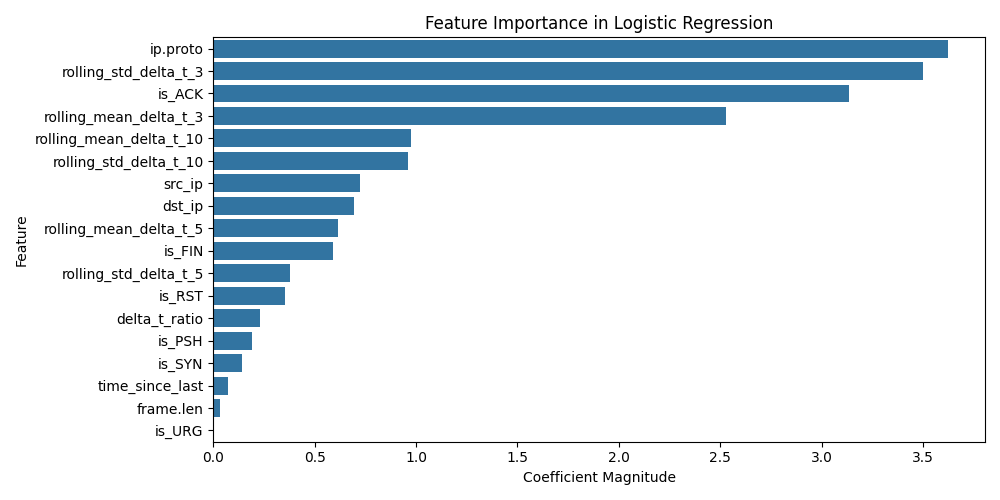 Feature Importance in Logistic Regression
Feature
ip.proto
rolling_std_delta_t_3
is_ACK
rolling_mean_delta_t_3
rolling_mean_delta_t_10
rolling_std_delta_t_10
src_ip
dst_ip
rolling_mean_delta_t_5
is_FIN
rolling_std_delta_t_5
is_RST
delta_t_ratio
is_PSH
is_SYN
time_since_last
frame.len
is_URG
0.0 0.5 1.0 1.5 2.0 2.5 3.0 3.5
Coefficient Magnitude